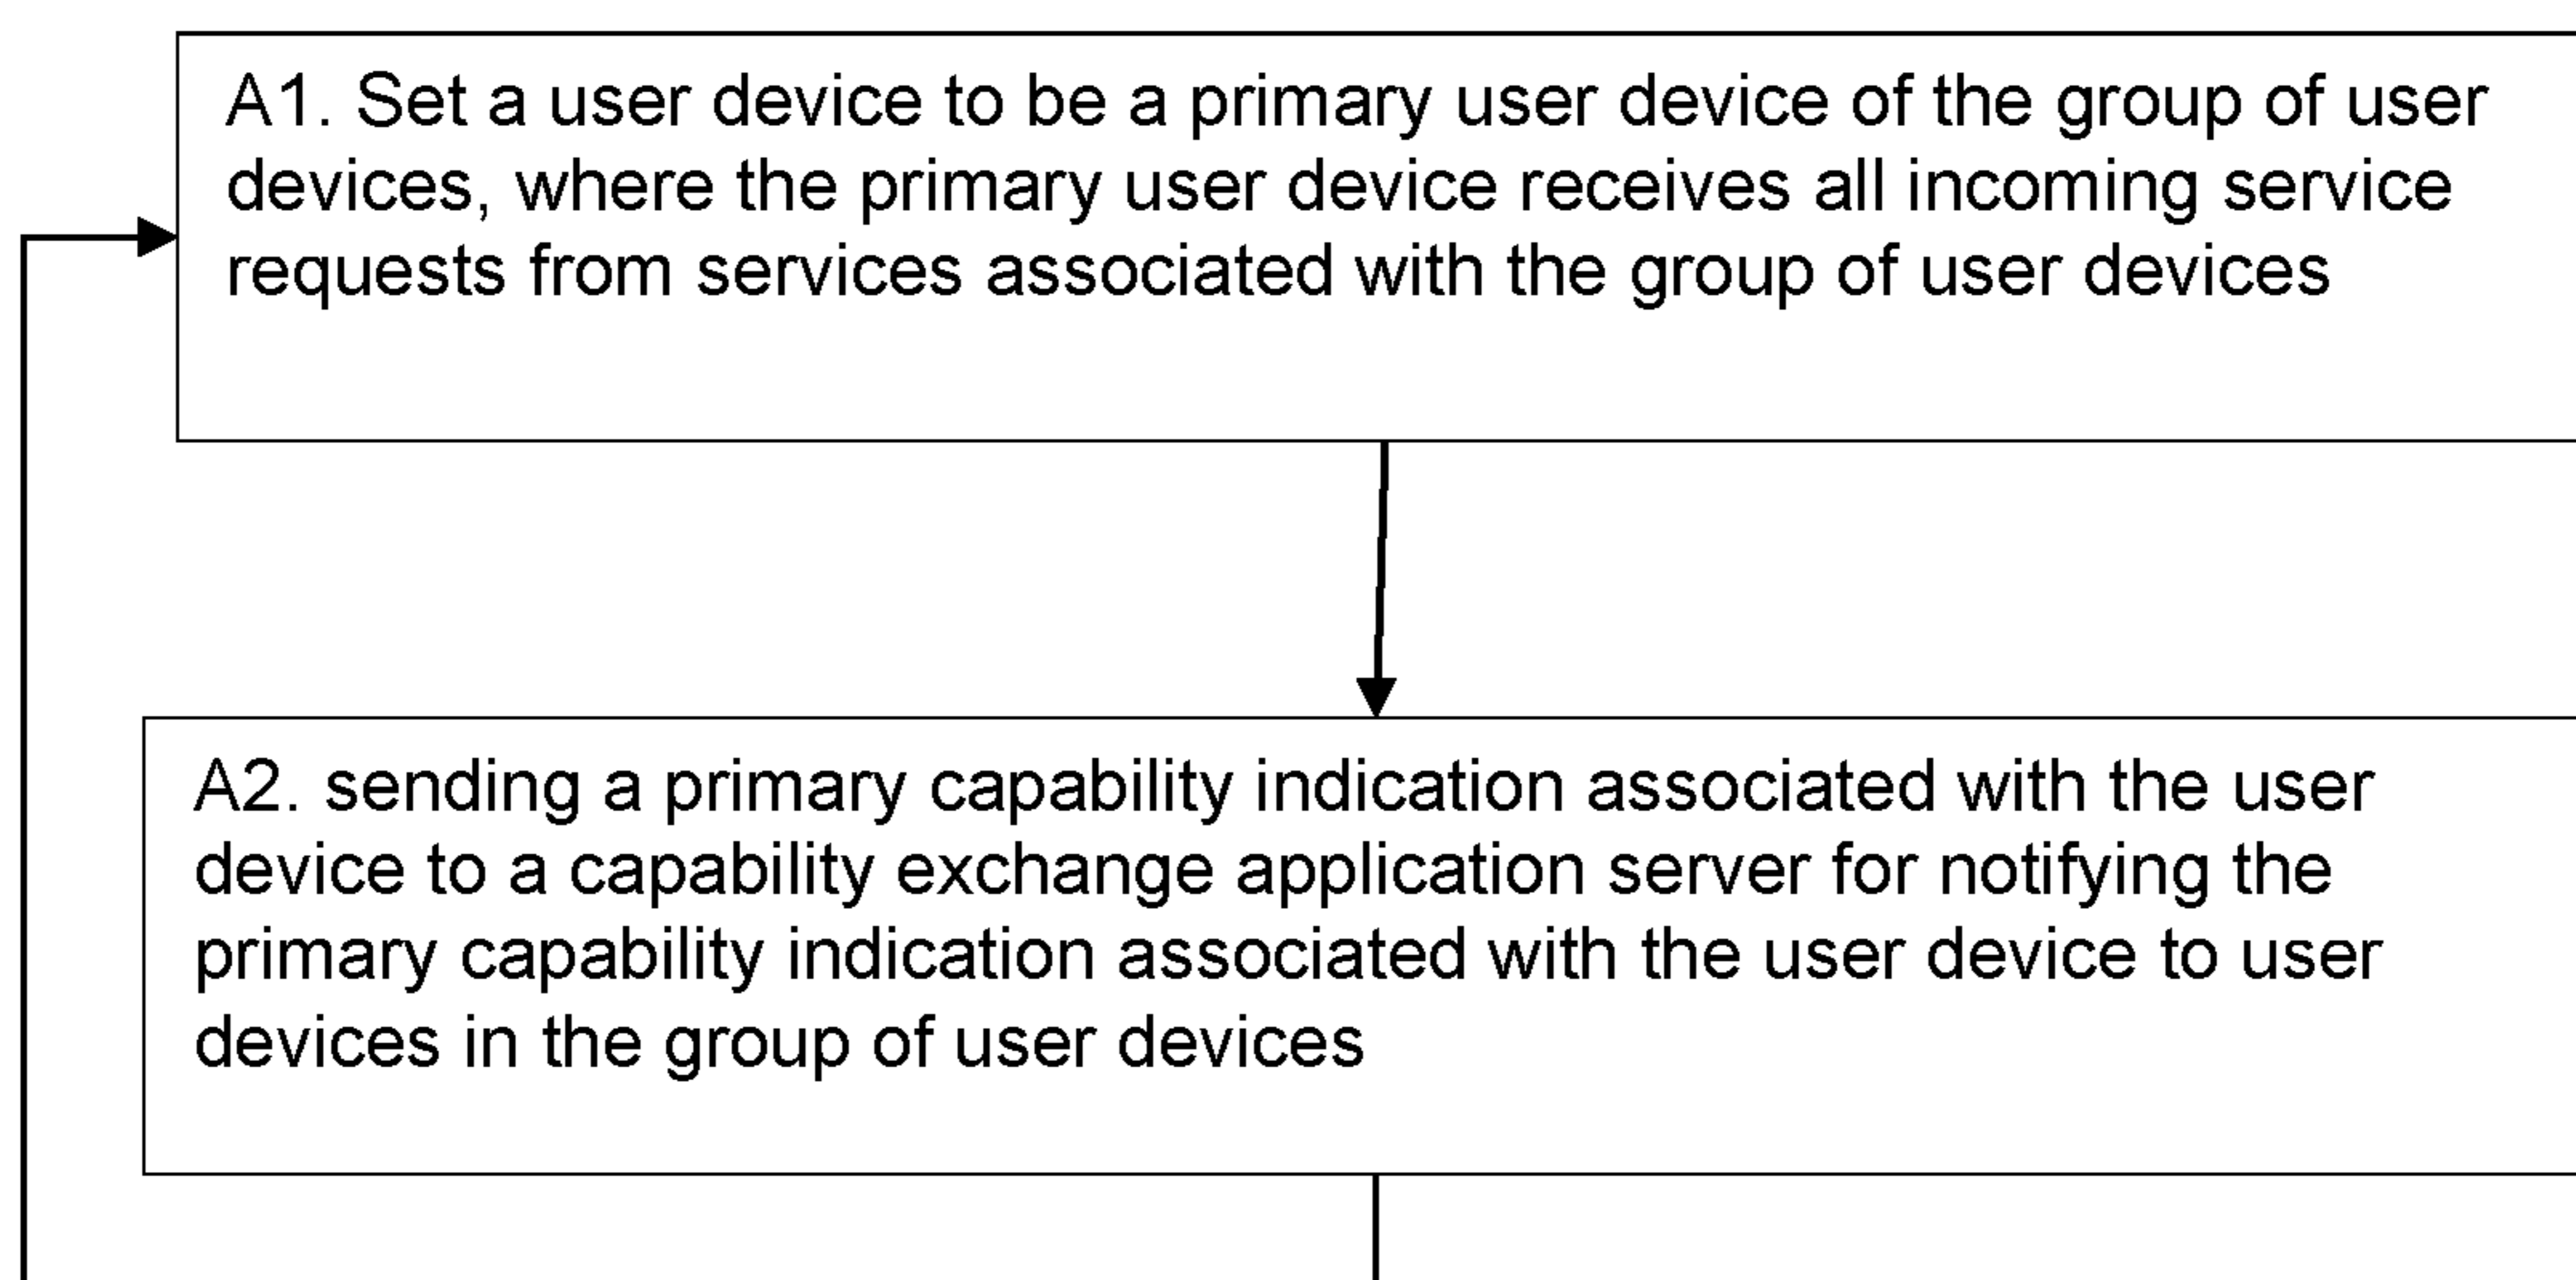 A1. Set a user device to be a primary user device of the group of user
devices, where the primary user device receives all incoming service
requests from services associated with the group of user devices
A2. sending a primary capability indication associated with the user
device to a capability exchange application server for notifying the
primary capability indication associated with the user device to user
devices in the group of user devices